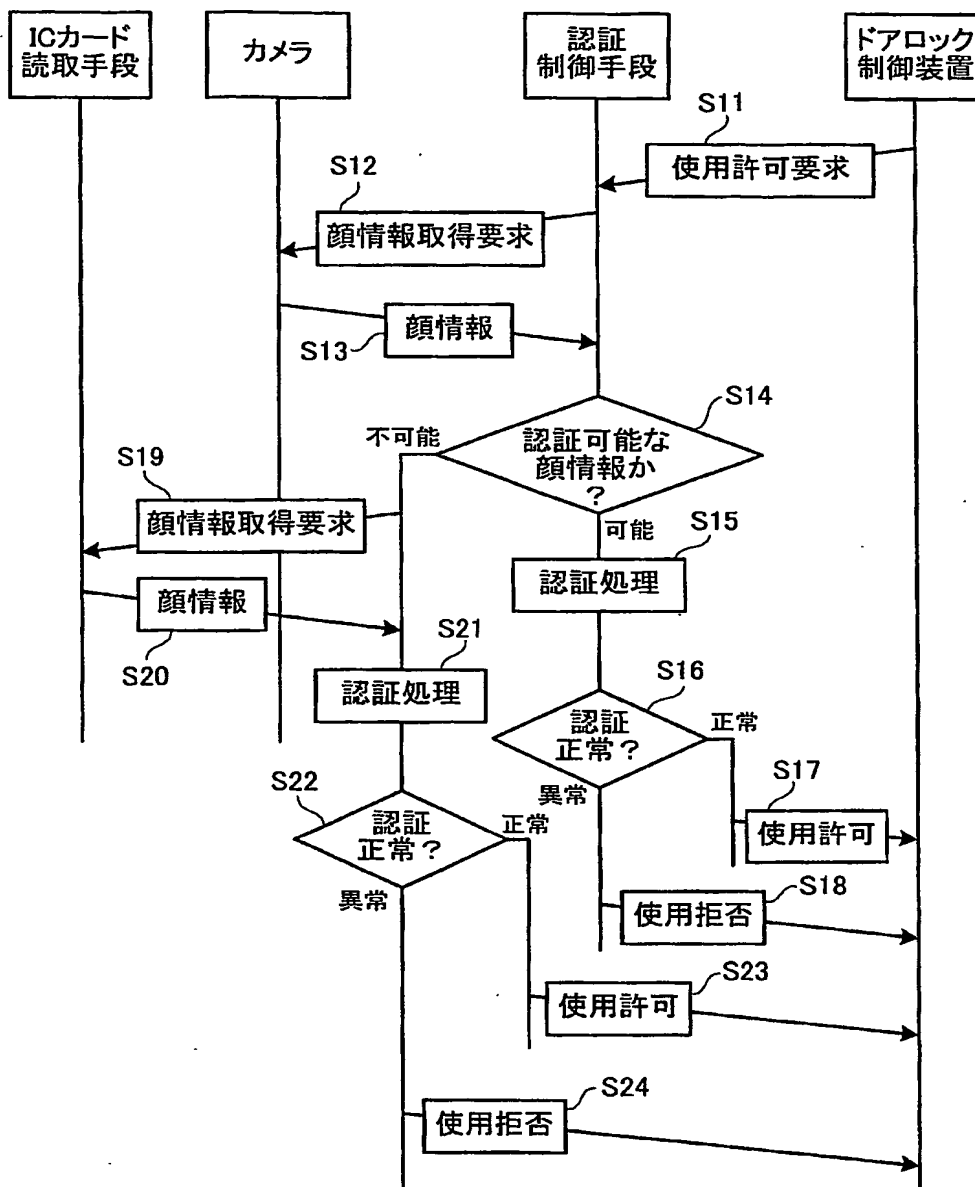 ICカード
読取手段
カメラ
認証
制御手段
ドアロック
制御装置
S11
使用許可要求
S12
顔情報取得要求
顔情報
S13
S14
認証可能な
顔情報か
?
不可能
可能
S19
顔情報取得要求
顔情報
S20
S15
認証処理
S21
認証処理
S16
認証
正常?
正常
異常
S17
使用許可
S22
認証
正常?
正常
異常
S18
使用拒否
S23
使用許可
S24
使用拒否